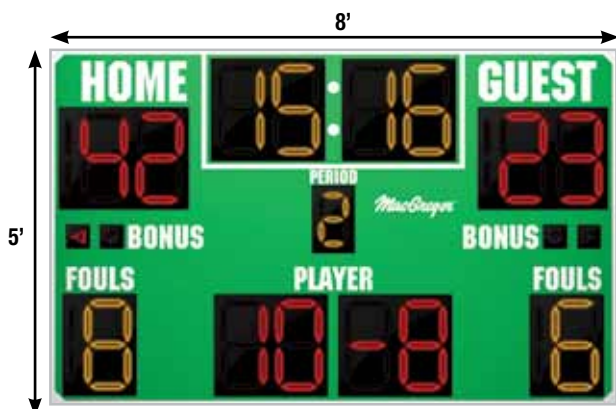 8'
HOME 15:16 GUEST
42 23
PERIOD
2 MacGregor
5' BONUS BONUS
FOULS PLAYER FOULS
8 10-8 6